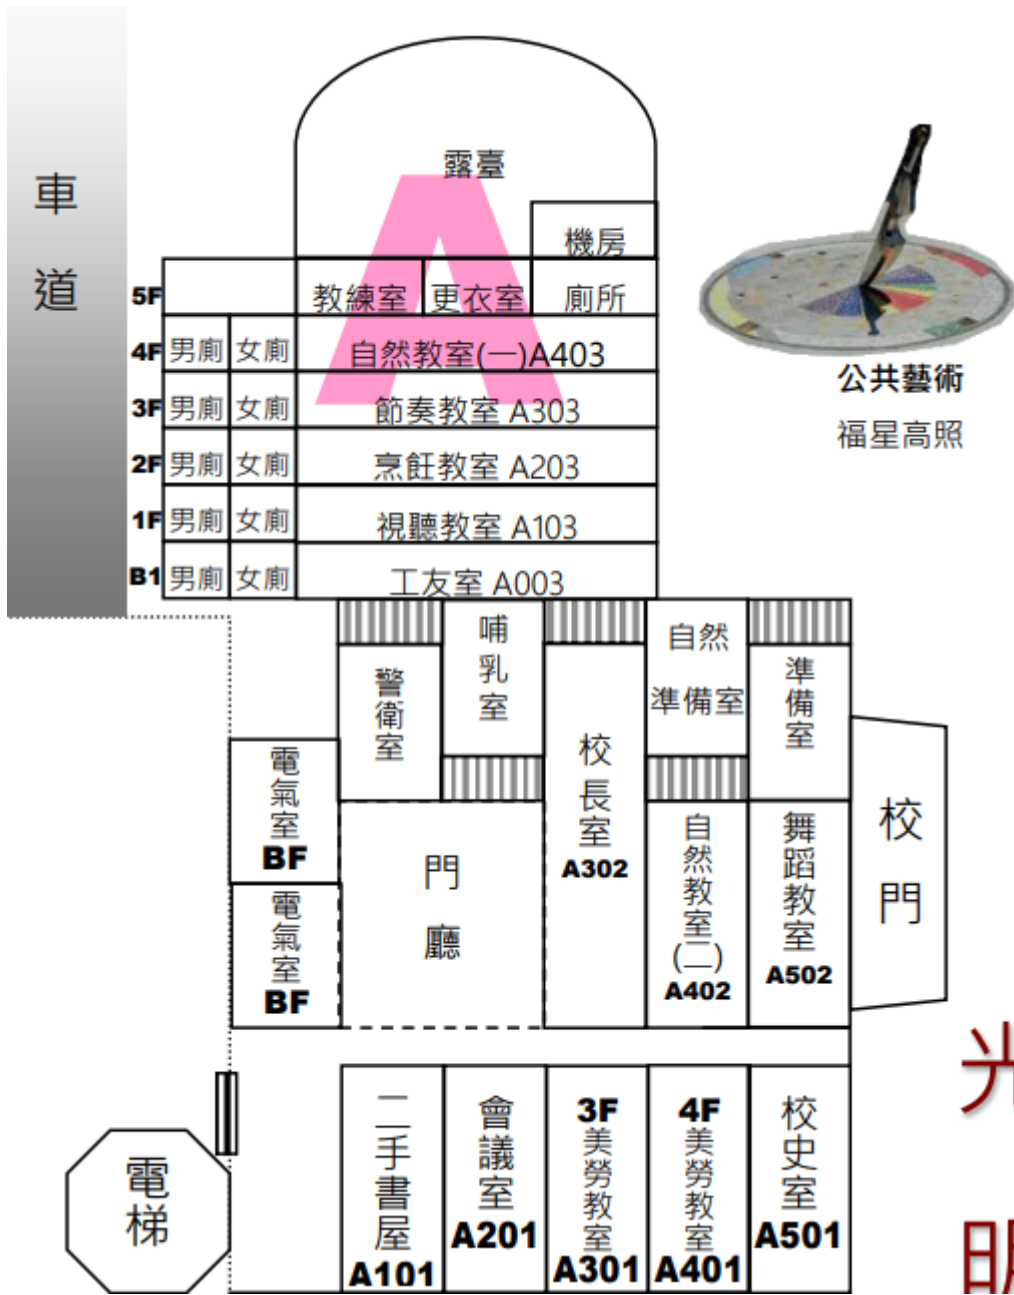 車道
露臺
A
機房
5F 教練室 更衣室 廁所
4F 男廁 女廁 自然教室(一)A403
3F 男廁 女廁 節奏教室 A303
2F 男廁 女廁 烹飪教室 A203
1F 男廁 女廁 視聽教室 A103
B1 男廁 女廁 工友室 A003
公共藝術
福星高照
警衛室
哺乳室
校長室
A302
自然
準備室
準備室
電氣室
BF
電氣室
BF
門廳
自然教室(二)
A402
舞蹈教室
A502
校門
電梯
二手書屋
A101
會議室
A201
3F
美勞教室
A301
4F
美勞教室
A401
校史室
A501
光
明